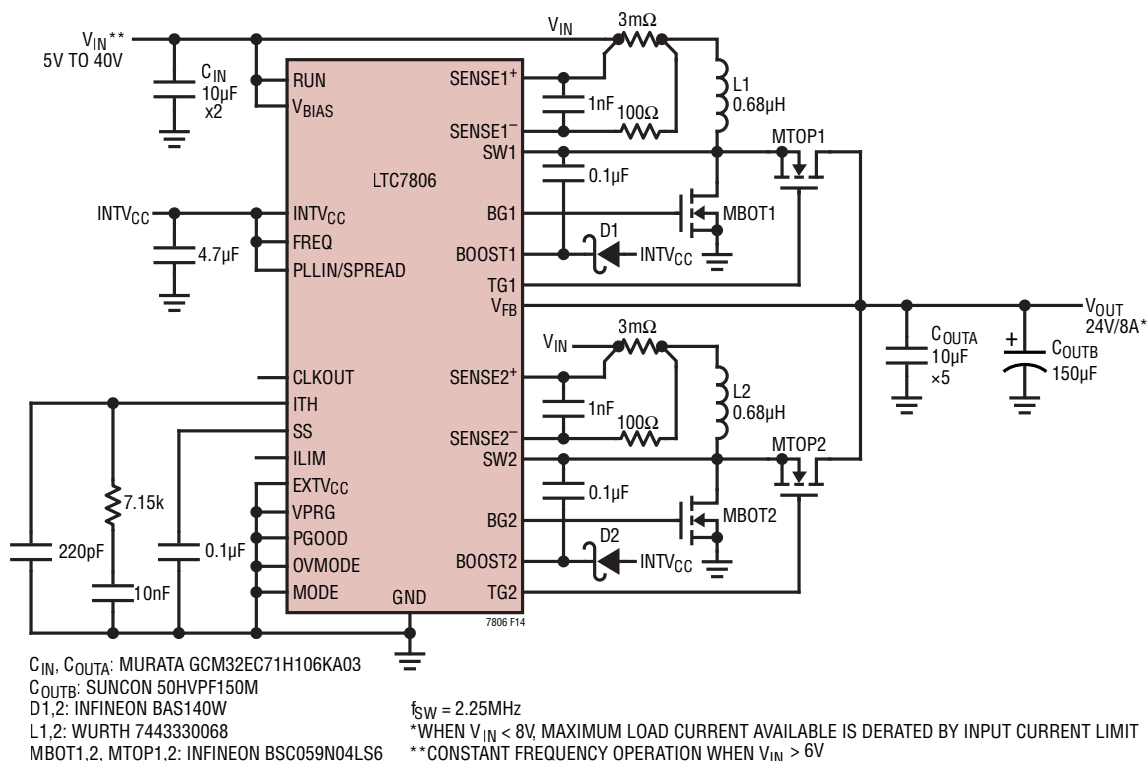 VIN**
5V TO 40V
CIN
10µF
x2
INTVCC
4.7µF
220pF
7.15k
10nF
0.1µF
RUN
VBIAS
INTVCC
FREQ
PLLIN/SPREAD
CLKOUT
ITH
SS
ILIM
EXTVCC
VPRG
PGOOD
OVMODE
MODE
LTC7806
GND
SENSE1+
SENSE1–
SW1
BG1
BOOST1
TG1
VFB
SENSE2+
SENSE2–
SW2
BG2
BOOST2
TG2
7806 F14
VIN
3mΩ
1nF
100Ω
L1
0.68µH
MTOP1
0.1µF
MBOT1
D1
INTVCC
VIN
3mΩ
1nF
100Ω
L2
0.68µH
MTOP2
0.1µF
MBOT2
D2
INTVCC
VOUT
24V/8A*
COUTA
10µF
×5
+
COUTB
150µF
CIN, COUTA: MURATA GCM32EC71H106KA03
COUTB: SUNCON 50HVPF150M
D1,2: INFINEON BAS140W
L1,2: WURTH 7443330068
MBOT1,2, MTOP1,2: INFINEON BSC059N04LS6
fSW = 2.25MHz
*WHEN VIN < 8V, MAXIMUM LOAD CURRENT AVAILABLE IS DERATED BY INPUT CURRENT LIMIT
**CONSTANT FREQUENCY OPERATION WHEN VIN > 6V